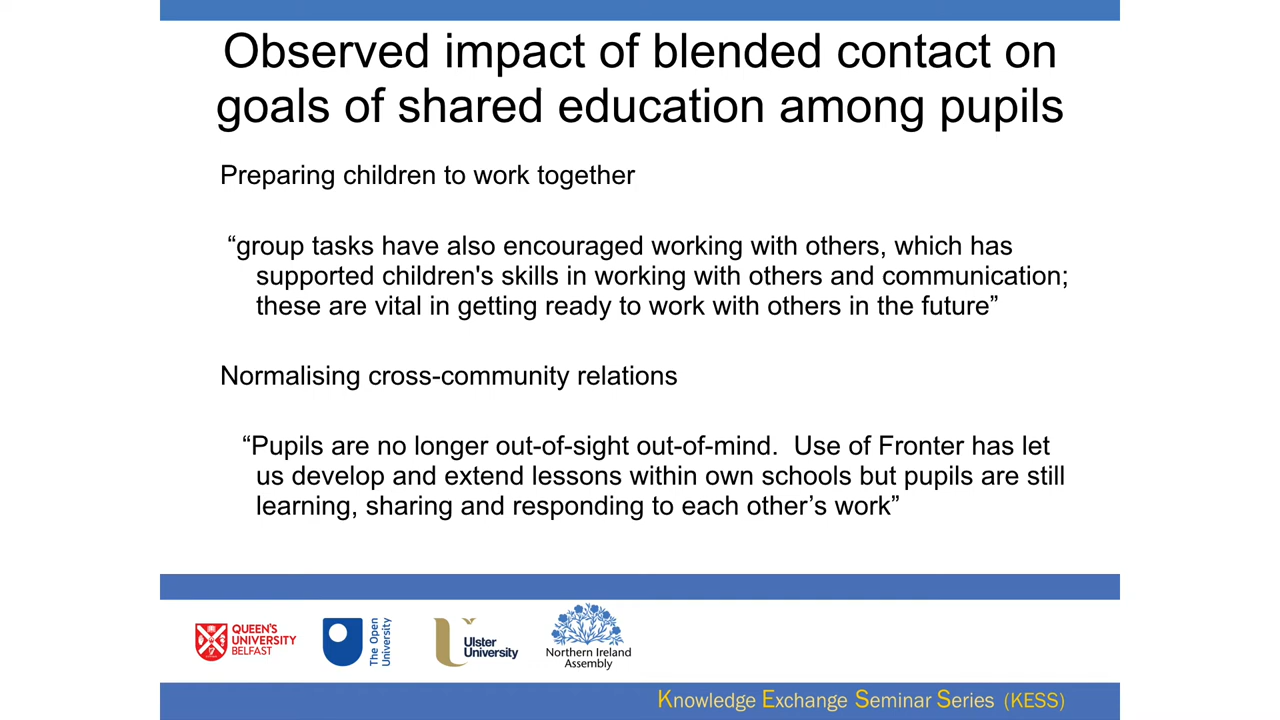 Observed impact of blended contact on
goals of shared education among pupils
Preparing children to work together
“group tasks have also encouraged working with others, which has
supported children's skills in working with others and communication;
these are vital in getting ready to work with others in the future”
Normalising cross-community relations
“Pupils are no longer out-of-sight out-of-mind.  Use of Fronter has let
us develop and extend lessons within own schools but pupils are still
learning, sharing and responding to each other’s work”
QUEEN'S
UNIVERSITY
BELFAST
The Open
University
Ulster
University
Northern Ireland
Assembly
Knowledge Exchange Seminar Series (KESS)